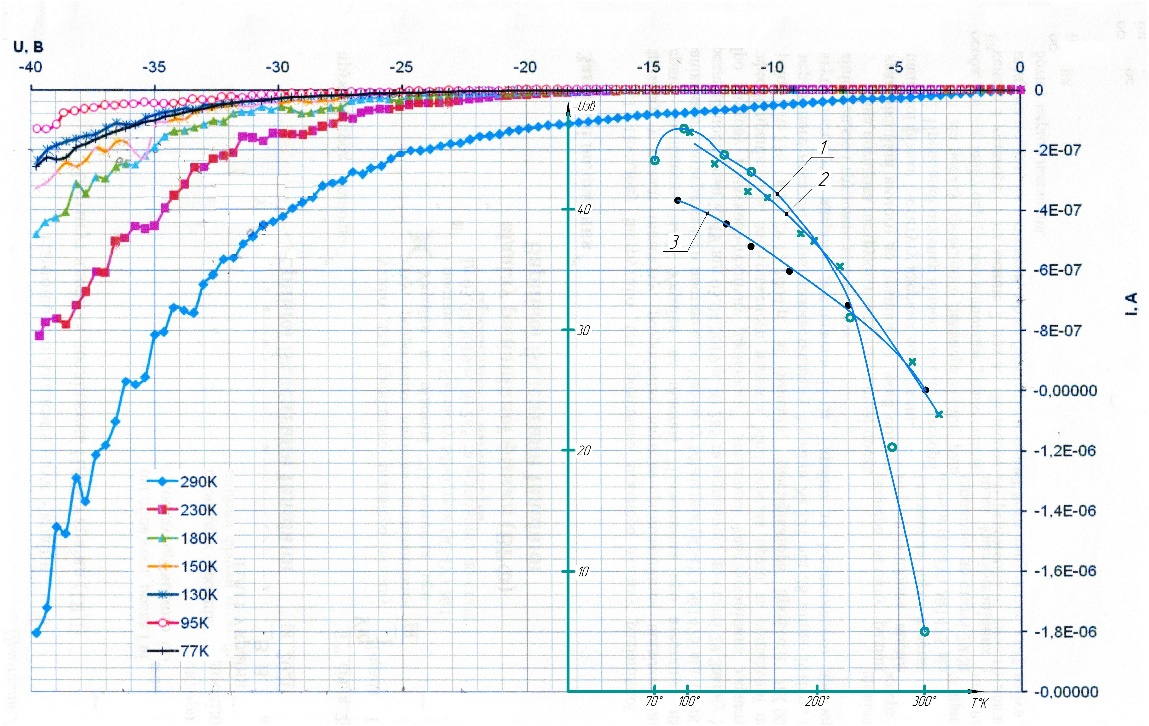 U, B
-40 -35 -30 -25 -20 -15 -10 -5 0
0
-2E-07
-4E-07
-6E-07
-8E-07
-0,00000
-1,2E-06
-1,4E-06
-1,6E-06
-1,8E-06
-0,00000
I, A
290K
230K
180K
150K
130K
95K
77K
UоВ
40
30
20
10
1
2
3
70° 100° 200° 300° T°K